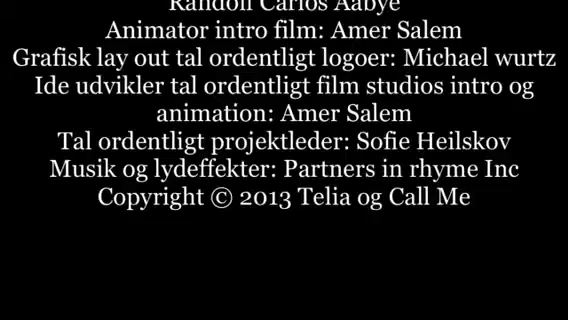 Randolf Carlos Aabye
Animator intro film: Amer Salem
Grafisk lay out tal ordentligt logoer: Michael wurtz
Ide udvikler tal ordentligt film studios intro og
animation: Amer Salem
Tal ordentligt projektleder: Sofie Heilskov
Musik og lydeffekter: Partners in rhyme Inc
Copyright © 2013 Telia og Call Me